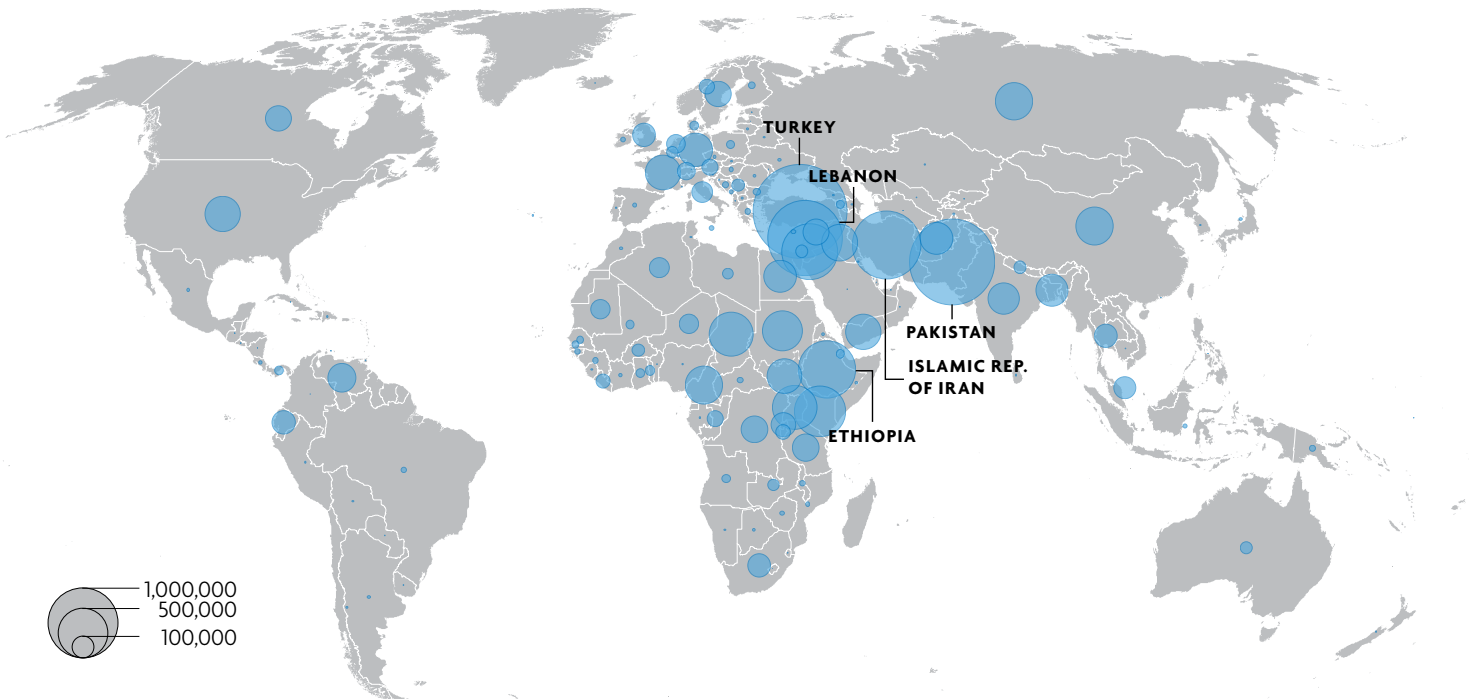 TURKEY
LEBANON
PAKISTAN
ISLAMIC REP.
OF IRAN
ETHIOPIA
1,000,000
500,000
100,000